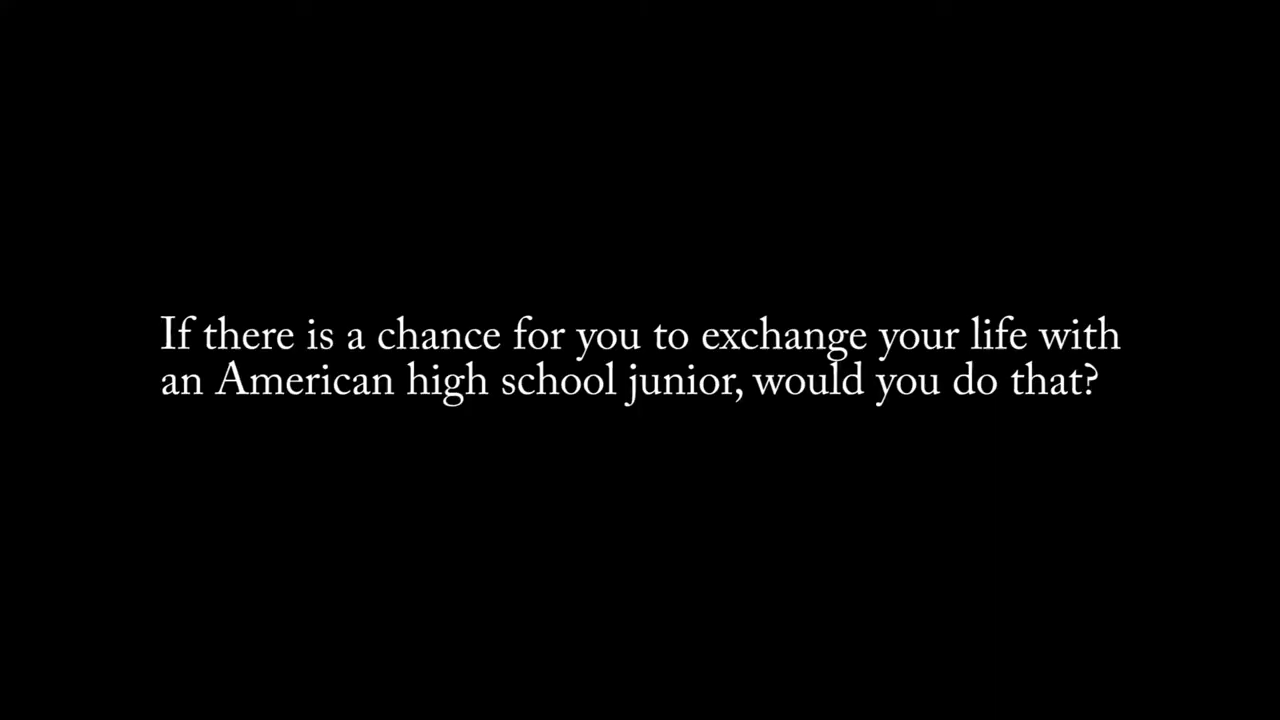 If there is a chance for you to exchange your life with
an American high school junior, would you do that?